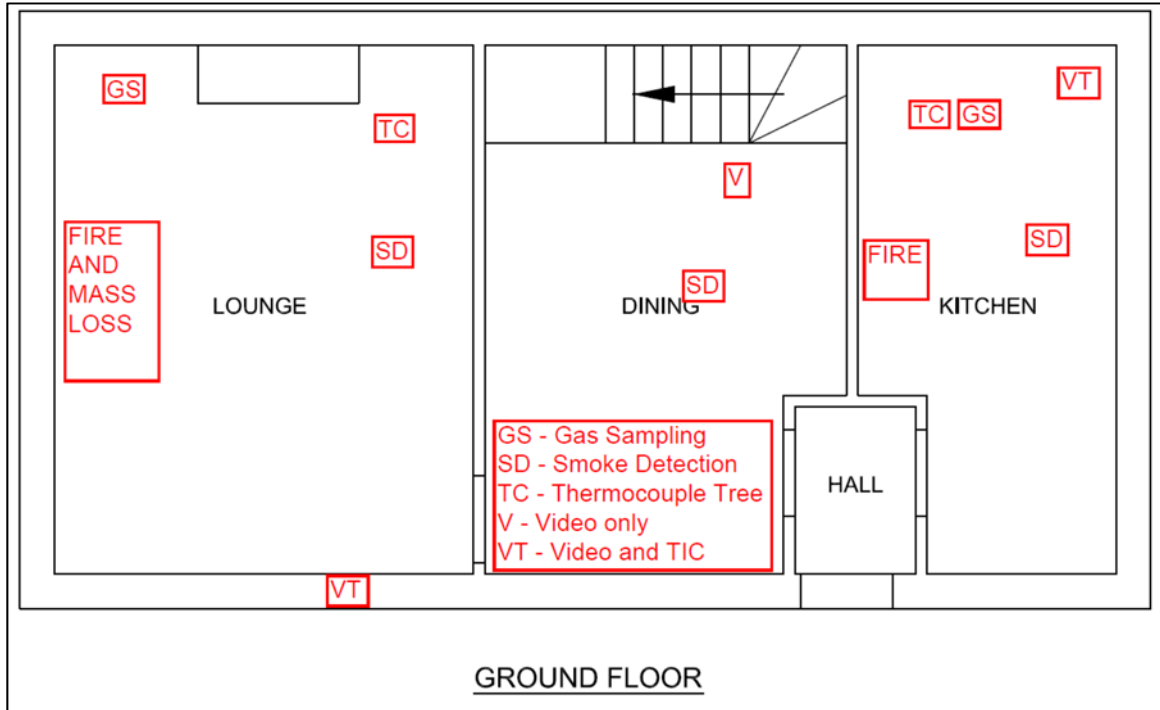 GS
TC
FIRE
AND
MASS
LOSS
SD
LOUNGE
VT
V
SD
DINING
GS - Gas Sampling
SD - Smoke Detection
TC - Thermocouple Tree
V - Video only
VT - Video and TIC
HALL
TC GS
VT
SD
FIRE
KITCHEN
GROUND FLOOR